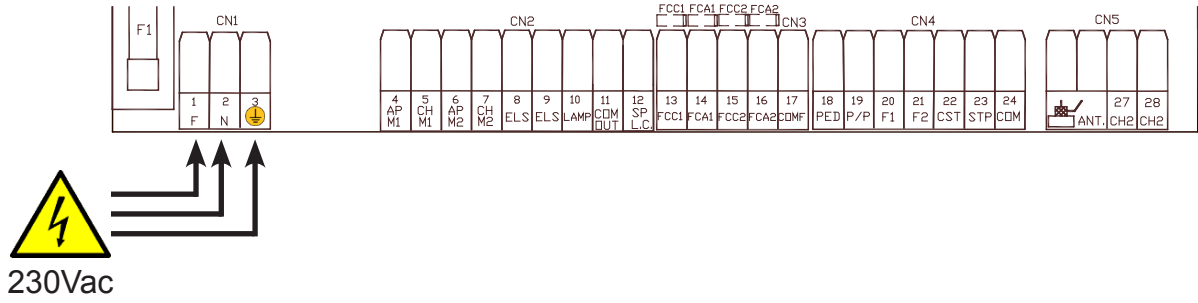 FCC1 FCA1 FCC2 FCA2
F1 CN1 CN2 CN3 CN4 CN5
1 2 3 4 5 6 7 8 9 10 11 12 13 14 15 16 17 18 19 20 21 22 23 24 27 28
F N AP M1 CH M1 AP M2 CH M2 ELS ELS LAMP COM OUT SP L.C. FCC1 FCA1 FCC2 FCA2 COMF PED P/P F1 F2 CST STP COM ANT. CH2 CH2
230Vac